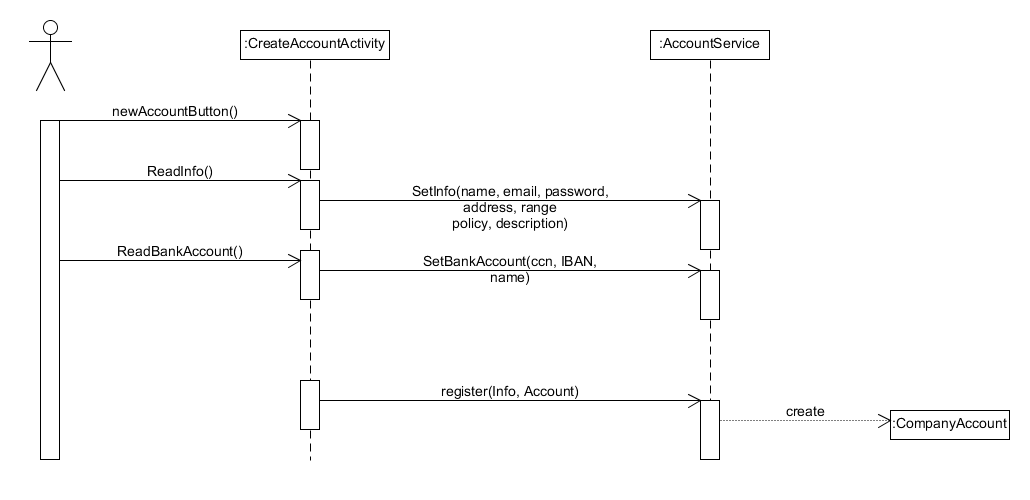 :CreateAccountActivity
:AccountService
newAccountButton()
ReadInfo()
SetInfo(name, email, password,
address, range
policy, description)
ReadBankAccount()
SetBankAccount(ccn, IBAN,
name)
register(Info, Account)
create
:CompanyAccount